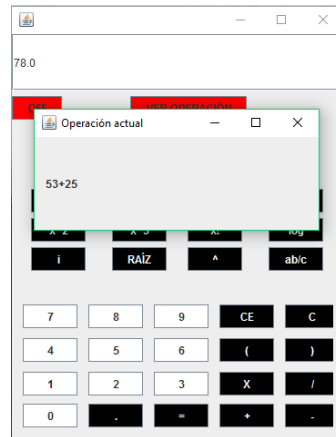 78.0
OFF VER OPERACIÓN
Operación actual
53+25
x^2 x^3 x! log
i RAÍZ ^ ab/c
7 8 9 CE C
4 5 6 ( )
1 2 3 X /
0 . = + -